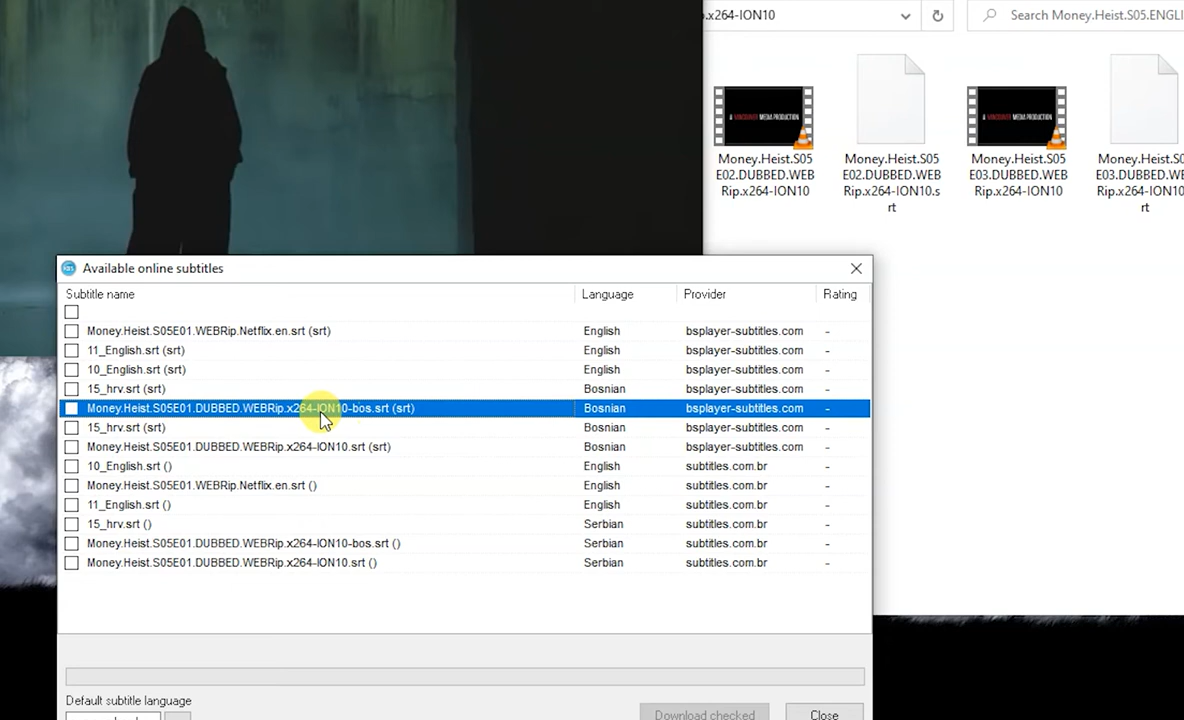 .x264-ION10
Search Money.Heist.S05.ENGLI
A MINDSURFER MEDIA PRODUCTION
A MINDSURFER MEDIA PRODUCTION
Money.Heist.S05
E02.DUBBED.WEB
Rip.x264-ION10
Money.Heist.S05
E02.DUBBED.WEB
Rip.x264-ION10.s
rt
Money.Heist.S05
E03.DUBBED.WEB
Rip.x264-ION10
Money.Heist.S0
E03.DUBBED.WE
Rip.x264-ION10
rt
Available online subtitles
Subtitle name Language Provider Rating
Money.Heist.S05E01.WEBRip.Netflix.en.srt (srt) English bsplayer-subtitles.com -
11_English.srt (srt) English bsplayer-subtitles.com -
10_English.srt (srt) English bsplayer-subtitles.com -
15_hrv.srt (srt) Bosnian bsplayer-subtitles.com -
Money.Heist.S05E01.DUBBED.WEBRip.x264-ION10-bos.srt (srt) Bosnian bsplayer-subtitles.com -
15_hrv.srt (srt) Bosnian bsplayer-subtitles.com -
Money.Heist.S05E01.DUBBED.WEBRip.x264-ION10.srt (srt) Bosnian bsplayer-subtitles.com -
10_English.srt () English subtitles.com.br -
Money.Heist.S05E01.WEBRip.Netflix.en.srt () English subtitles.com.br -
11_English.srt () English subtitles.com.br -
15_hrv.srt () Serbian subtitles.com.br -
Money.Heist.S05E01.DUBBED.WEBRip.x264-ION10-bos.srt () Serbian subtitles.com.br -
Money.Heist.S05E01.DUBBED.WEBRip.x264-ION10.srt () Serbian subtitles.com.br -
Default subtitle language
Download checked Close